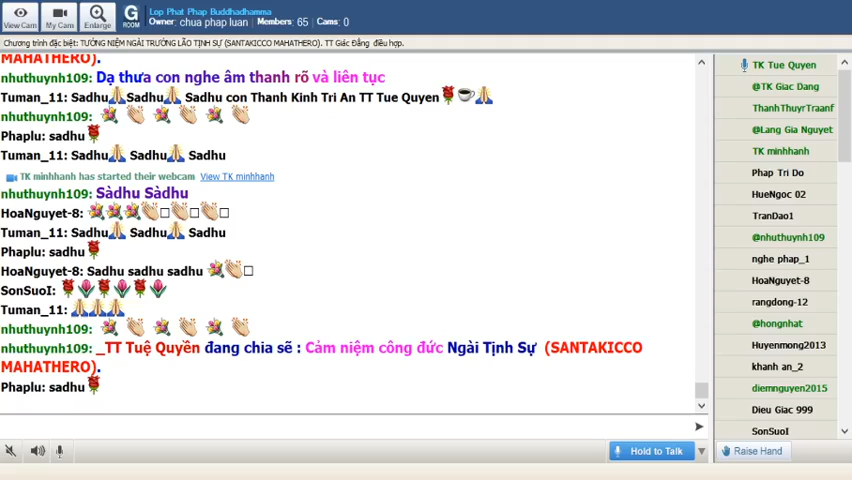 View Cam
My Cam
Enlarge
G
ROOM
Lop Phat Phap Buddhadhamma
Owner: chua phap luan Members: 65 Cams: 0
Chương trình đặc biệt: TƯỞNG NIỆM NGÀI TRƯỞNG LÃO TỊNH SỰ (SANTAKICCO MAHATHERO). TT Giác Đẳng điều hợp.
MAHATHERO).
nhuthuynh109: Dạ thưa con nghe âm thanh rõ và liên tục
Tuman_11: Sadhu Sadhu Sadhu con Thanh Kinh Tri An TT Tue Quyen
nhuthuynh109:
Phaplu: sadhu
Tuman_11: Sadhu Sadhu Sadhu
TK minhhanh has started their webcam View TK minhhanh
nhuthuynh109: Sàdhu Sàdhu
HoaNguyet-8:
Tuman_11: Sadhu Sadhu Sadhu
Phaplu: sadhu
HoaNguyet-8: Sadhu sadhu sadhu
SonSuoI:
Tuman_11:
nhuthuynh109:
nhuthuynh109: _TT Tuệ Quyền đang chia sẽ : Cảm niệm công đức Ngài Tịnh Sự (SANTAKICCO
MAHATHERO).
Phaplu: sadhu
TK Tue Quyen
@TK Giac Dang
ThanhThuyrTraanf
@Lang Gia Nguyet
TK minhhanh
Phap Tri Do
HueNgoc 02
TranDao1
@nhuthuynh109
nghe phap_1
HoaNguyet-8
rangdong-12
@hongnhat
Huyenmong2013
khanh an_2
diemnguyen2015
Dieu Giac 999
SonSuoI
Hold to Talk
Raise Hand